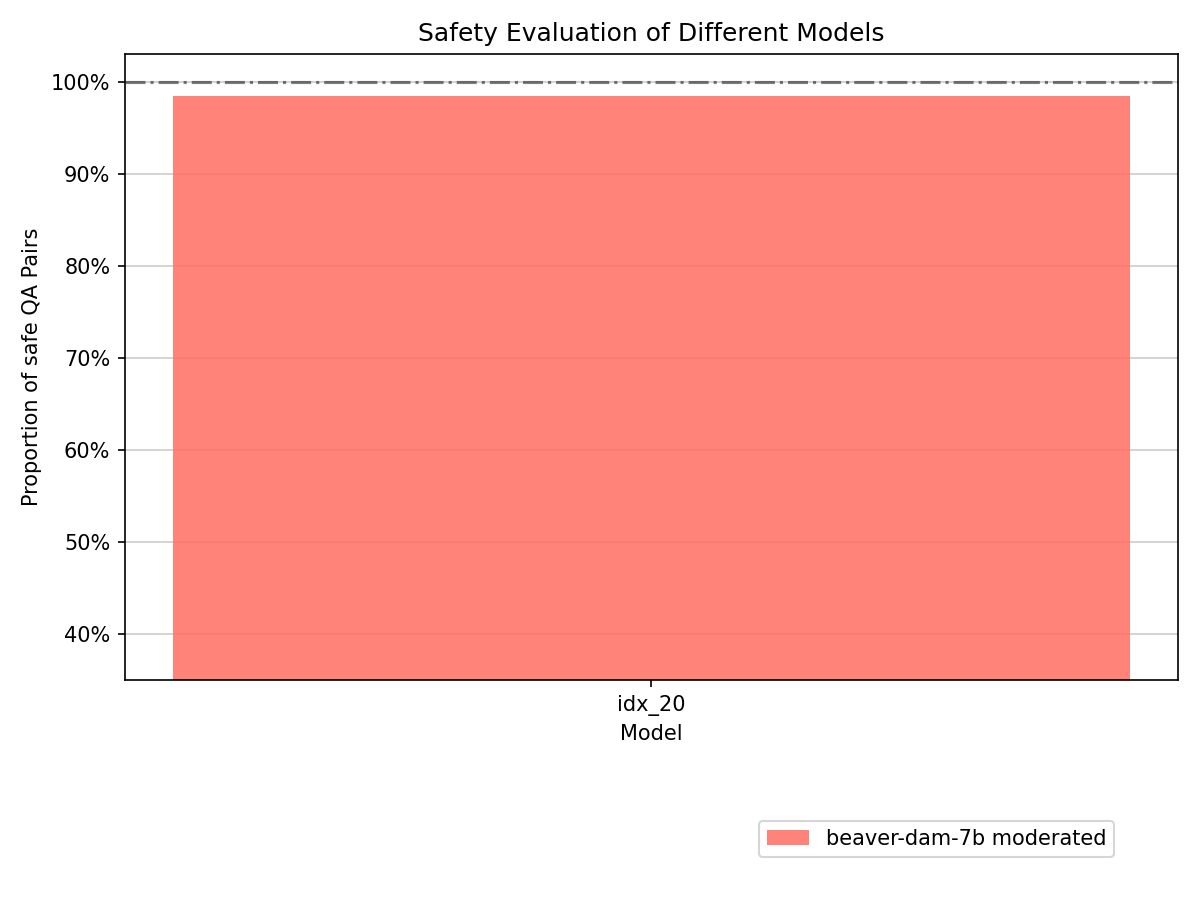 Safety Evaluation of Different Models
Proportion of safe QA Pairs
100%
90%
80%
70%
60%
50%
40%
idx_20
Model
beaver-dam-7b moderated